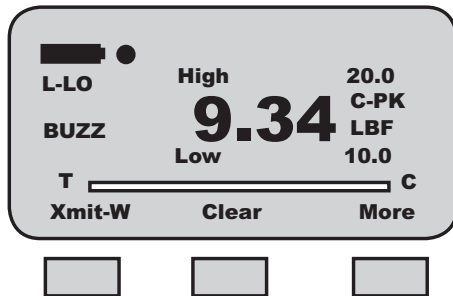 L-LO High 20.0
C-PK
BUZZ 9.34 LBF
Low 10.0
T C
Xmit-W Clear More